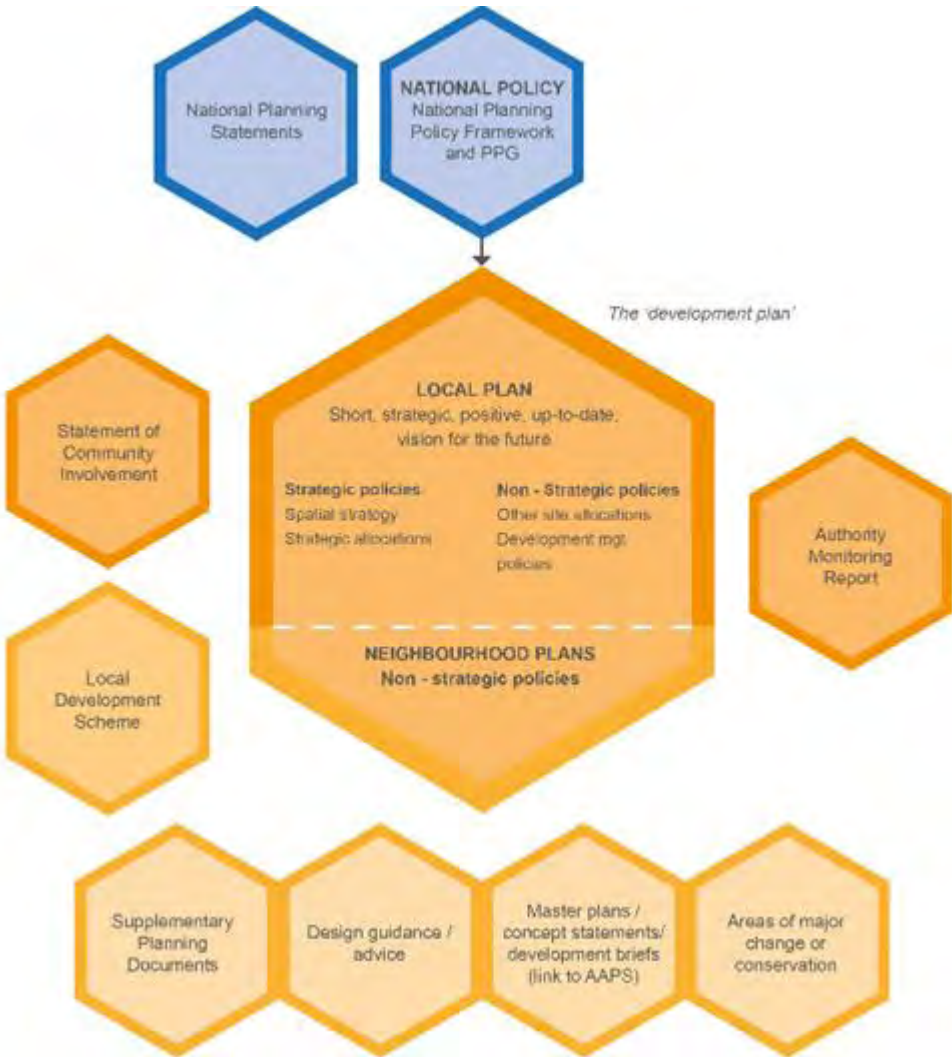 National Planning
Statements
NATIONAL POLICY
National Planning
Policy Framework
and PPG
The 'development plan'
LOCAL PLAN
Short, strategic, positive, up-to-date,
vision for the future
Strategic policies
Spatial strategy
Strategic allocations
Non - Strategic policies
Other site allocations
Development mgt
policies
NEIGHBOURHOOD PLANS
Non - strategic policies
Statement of
Community
Involvement
Local
Development
Scheme
Authority
Monitoring
Report
Supplementary
Planning
Documents
Design guidance /
advice
Master plans /
concept statements/
development briefs
(link to AAPS)
Areas of major
change or
conservation